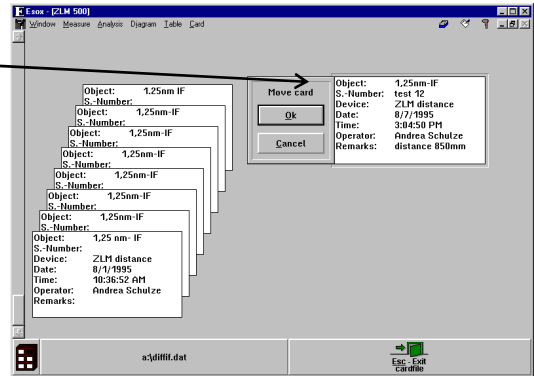 Esox - [ZLM 500]
Window Measure Analysis Djagram Table Card
Object: 1.25nm IF
S.-Number:
Object: 1,25nm-IF
S.-Number:
Object: 1,25nm-IF
S.-Number:
Object: 1,25nm-IF
S.-Number:
Object: 1,25nm-IF
S.-Number:
Object: 1,25nm-IF
S.-Number:
Object: 1,25nm- IF
S.-Number:
Object: 1,25 nm- IF
S.-Number:
Device: ZLM distance
Date: 8/1/1995
Time: 10:36:52 AM
Operator: Andrea Schulze
Remarks:
Move card
Ok
Cancel
Object: 1,25nm-IF
S.-Number: test 12
Device: ZLM distance
Date: 8/7/1995
Time: 3:04:50 PM
Operator: Andrea Schulze
Remarks: distance 850mm
a:\diffif.dat
Esc - Exit
cardfile